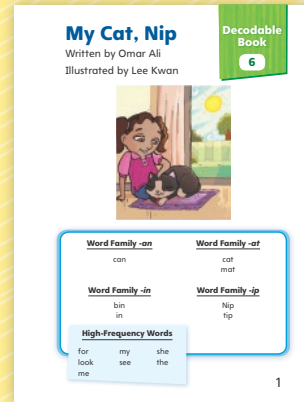 My Cat, Nip
Written by Omar Ali
Illustrated by Lee Kwan
Decodable
Book
6
Word Family -an
can
Word Family -at
cat
mat
Word Family -in
bin
in
Word Family -ip
Nip
tip
High-Frequency Words
for my she
look see the
me
1